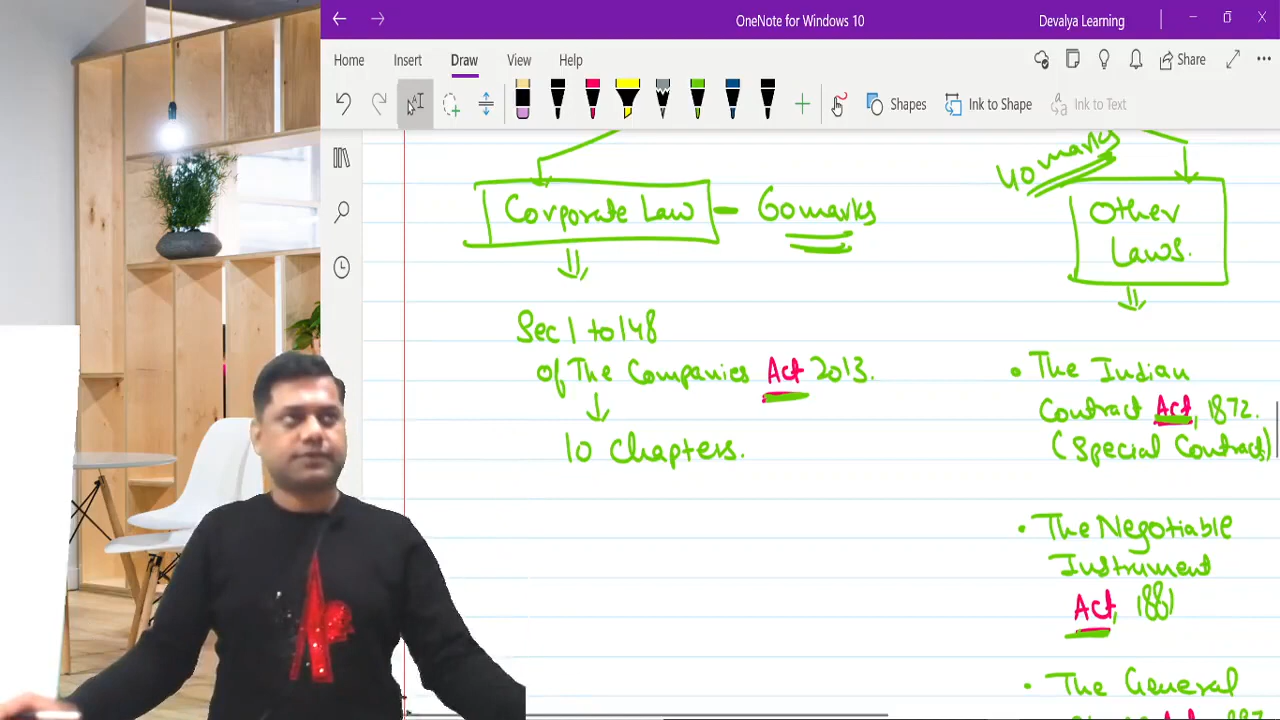 OneNote for Windows 10
Devalya Learning
Home
Insert
Draw
View
Help
Share
Shapes
Ink to Shape
Ink to Text
40 marks
Corporate Law - 60 marks
Other
Laws.
Sec 1 to 148
of The Companies Act 2013.
10 Chapters.
• The Indian
Contract Act, 1872.
(Special Contracts)
• The Negotiable
Instrument
Act, 1881
• The General